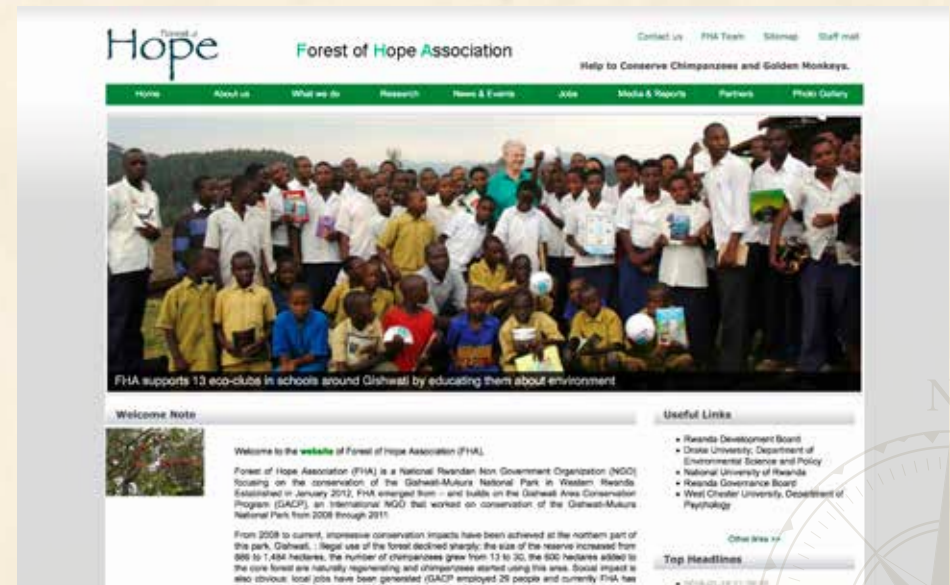 Forest of
Hope
Forest of Hope Association
Contact us FHA Team Sitemap Staff mail
Help to Conserve Chimpanzees and Golden Monkeys.
Home About us What we do Research News & Events Jobs Media & Reports Partners Photo Gallery
FHA supports 13 eco-clubs in schools around Gishwati by educating them about environment
Welcome Note
Welcome to the website of Forest of Hope Association (FHA).
Forest of Hope Association (FHA) is a National Rwandan Non Government Organization (NGO)
focusing on the conservation of the Gishwati-Mukura National Park in Western Rwanda.
Established in January 2012, FHA emerged from – and builds on the Gishwati Area Conservation
Program (GACP), an International NGO that worked on conservation of the Gishwati-Mukura
National Park from 2008 through 2011.
From 2008 to current, impressive conservation impacts have been achieved at the northern part of
this park, Gishwati, : illegal use of the forest declined sharply; the size of the reserve increased from
886 to 1,484 hectares, the number of chimpanzees grew from 13 to 30, the 600 hectares added to
the core forest are naturally regenerating and chimpanzees started using this area. Social impact is
also obvious: local jobs have been generated (GACP employed 29 people and currently FHA has
Useful Links
• Rwanda Development Board
• Drake University, Department of
Environmental Science and Policy
• National University of Rwanda
• Rwanda Governance Board
• West Chester University, Department of
Psychology
Other links >>
Top Headlines
N